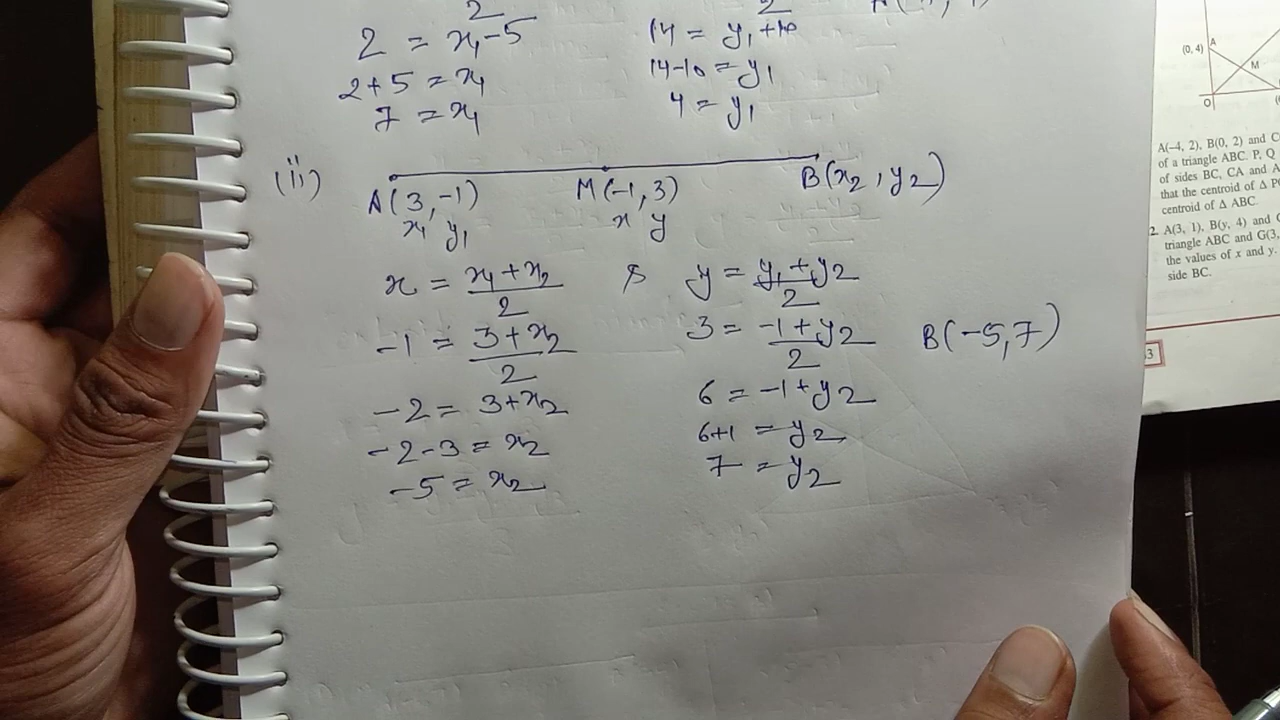 2 2
2 = x₁-5 14 = y₁+10
2+5 = x₁ 14-10 = y₁
7 = x₁ 4 = y₁
(ii)
A(3,-1) M(-1,3) B(x₂,y₂)
x₁ y₁ x y
x = x₁+x₂/2 & y = y₁+y₂/2
-1 = 3+x₂/2 3 = -1+y₂/2 B(-5,7)
-2 = 3+x₂ 6 = -1+y₂
-2-3 = x₂ 6+1 = y₂
-5 = x₂ 7 = y₂
(0, 4) A
M
O
A(-4, 2), B(0, 2) and C
of a triangle ABC. P, Q
of sides BC, CA and A
that the centroid of Δ P
centroid of Δ ABC.
2. A(3, 1), B(y, 4) and
triangle ABC and G(3,
the values of x and y.
side BC.
3